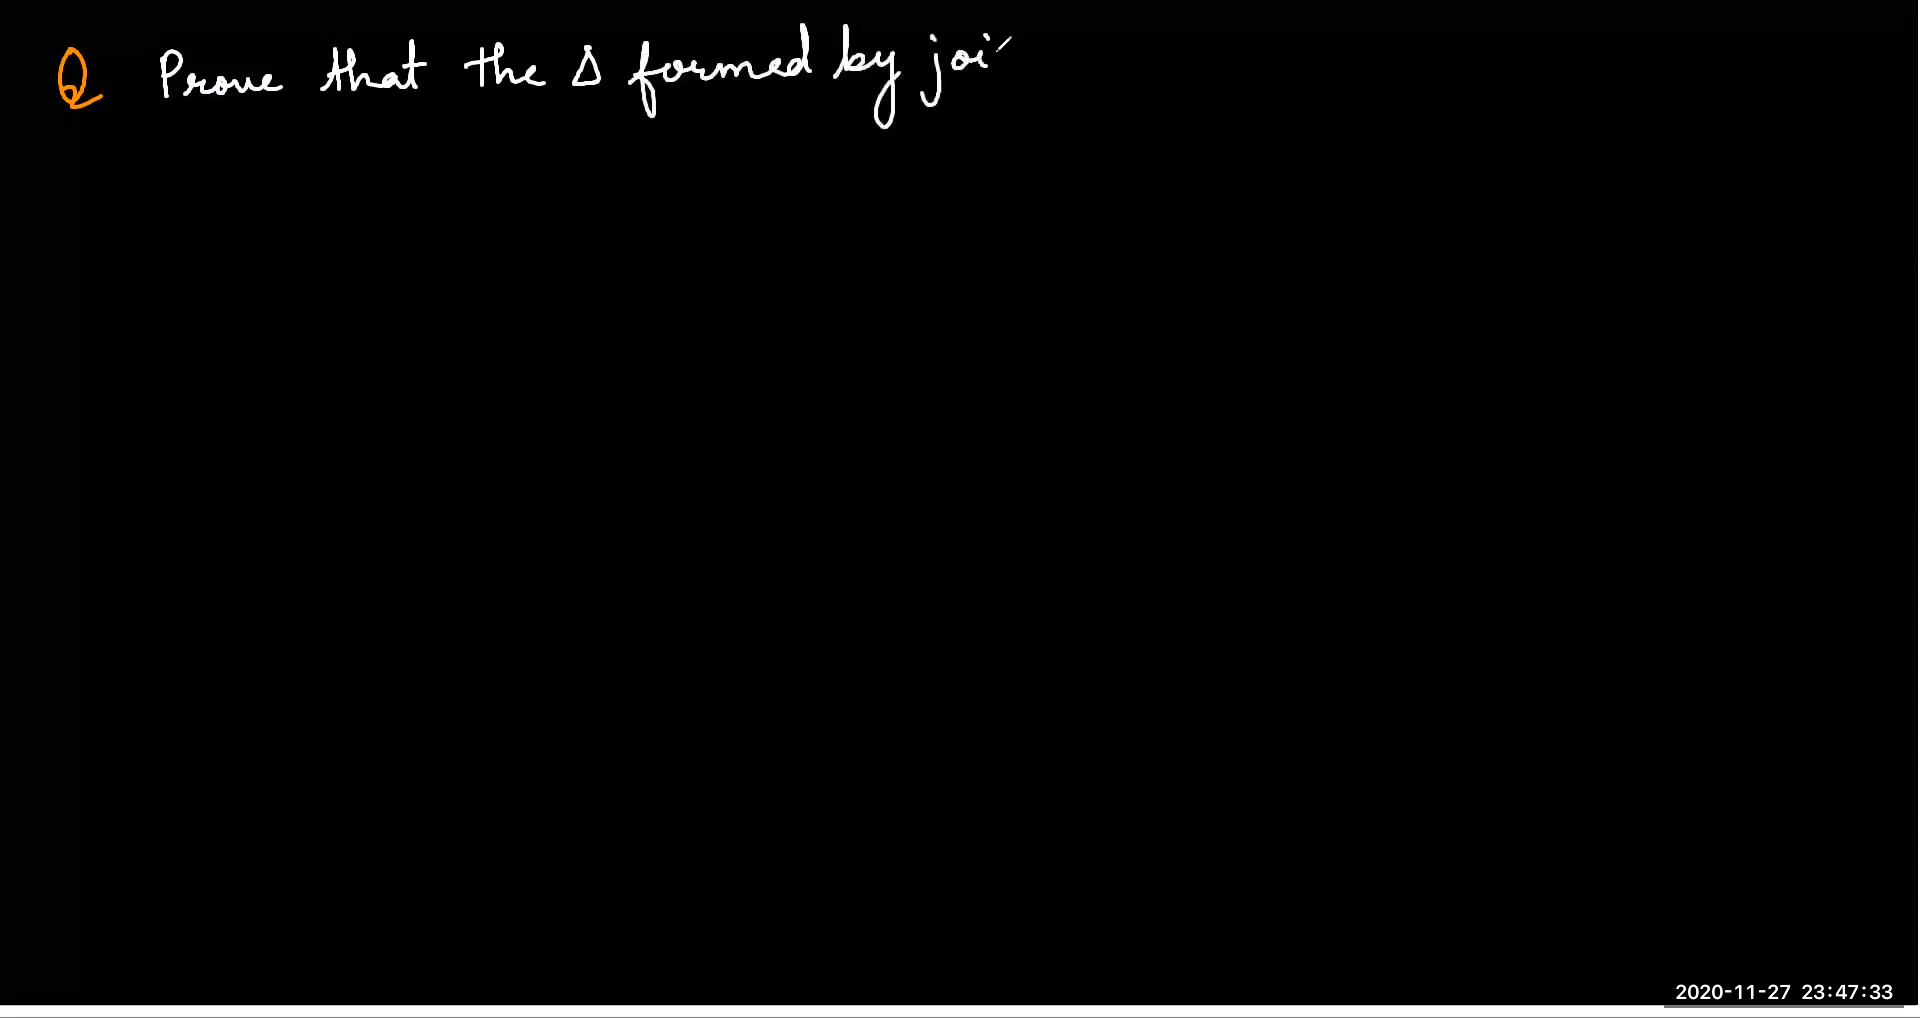 Q Prove that the Δ formed by joi
2020-11-27 23:47:33